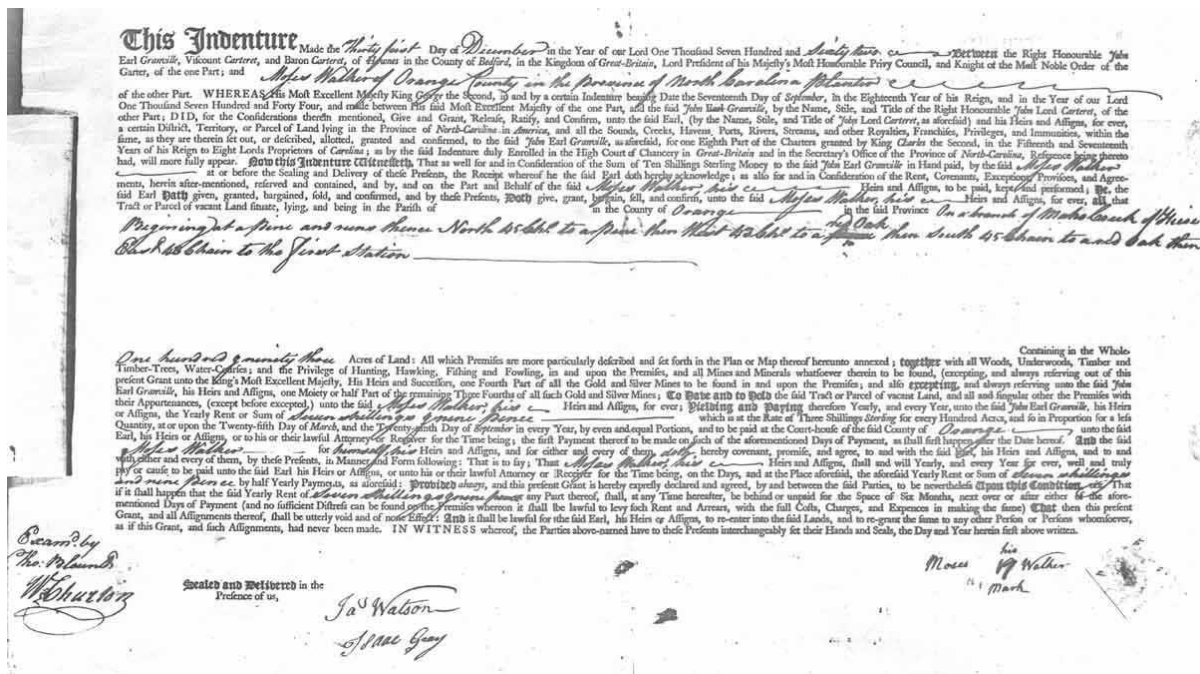 This Indenture Made the Thirty first Day of December in the Year of our Lord One Thousand Seven Hundred and Sixty two Between the Right Honourable John
Earl Granville, Viscount Carteret, and Baron Carteret, of in the County of Bedford, in the Kingdom of Great-Britain, Lord President of his Majesty's Most Honourable Privy Council, and Knight of the Most Noble Order of the
Garter, of the one Part; and Moses Walker of Orange County in the Province of North Carolina Planter
of the other Part. WHEREAS His Most Excellent Majesty King George the Second, in and by a certain Indenture bearing Date the Seventeenth Day of September, in the Eighteenth Year of his Reign, and in the Year of our Lord
One Thousand Seven Hundred and Forty Four, and made between His said Most Excellent Majesty of the one Part, and the said John Earl Granville, by the Name, Stile, and Title of the Right Honourable John Lord Carteret, of the
other Part; DID, for the Considerations therein mentioned, Give and Grant, Release, Ratify, and Confirm, unto the said Earl, (by the Name, Stile, and Title of John Lord Carteret, as aforesaid) and his Heirs and Assigns, for ever,
a certain District, Territory, or Parcel of Land lying in the Province of North-Carolina in America, and all the Sounds, Creeks, Havens, Ports, Rivers, Streams, and other Royalties, Franchises, Privileges, and Immunities, within the
same, as they are therein set out, or described, allotted, granted and confirmed, to the said John Earl Granville, as aforesaid, for one Eighth Part of the Charters granted by King Charles the Second, in the Fifteenth and Seventeenth
Years of his Reign to Eight Lords Proprietors of Carolina; as by the said Indenture duly Enrolled in the High Court of Chancery in Great-Britain and in the Secretary's Office of the Province of North-Carolina, Reference being thereto
had, will more fully appear. Now this Indenture Witnesseth, That as well for and in Consideration of the Sum of Ten Shillings Sterling Money to the said John Earl Granville in Hand paid, by the said Moses Walker
at or before the Sealing and Delivery of these Presents, the Receipt whereof he the said Earl doth hereby acknowledge; as also for and in Consideration of the Rent, Covenants, Exceptions, Provisoes, and Agree-
ments, herein after-mentioned, reserved and contained, and by, and on the Part and Behalf of the said Moses Walker, his Heirs and Assigns, to be paid, kept and performed; He, the
said Earl Hath given, granted, bargained, sold, and confirmed, and by these Presents, Doth give, grant, bargain, sell, and confirm, unto the said Moses Walker, his Heirs and Assigns, for ever, all that
Tract or Parcel of vacant Land situate, lying, and being in the Parish of in the County of Orange in the said Province On a branch of Creek of
Begining at a pine and runs thence North 45 Chs. to a pine then West 43 Chs. to a red Oak then South 45 Chain to a red Oak then
East 43 Chain to the first Station
Containing in the Whole
One hundred & ninety three Acres of Land: All which Premises are more particularly described and set forth in the Plan or Map thereof hereunto annexed; together with all Woods, Underwoods, Timber and
Timber-Trees, Water-Courses; and the Privilege of Hunting, Hawking, Fishing and Fowling, in and upon the Premises, and all Mines and Minerals whatsoever therein to be found, (excepting, and always reserving out of this
present Grant unto the King's Most Excellent Majesty, His Heirs and Successors, one Fourth Part of all the Gold and Silver Mines to be found in and upon the Premises; and also excepting, and always reserving unto the said John
Earl Granville, his Heirs and Assigns, one Moiety or half Part of the remaining Three Fourths of all such Gold and Silver Mines; To Have and to Hold the said Tract or Parcel of vacant Land, and all and singular other the Premises with
their Appurtenances, (except before excepted,) unto the said Moses Walker, his Heirs and Assigns, for ever; Yielding and Paying therefore Yearly, and every Year, unto the said John Earl Granville, his Heirs
or Assigns, the Yearly Rent or Sum of Seven shillings & nine Pence which is at the Rate of Three Shillings Sterling for every Hundred Acres, and so in Proportion for a less
Quantity, at or upon the Twenty-fifth Day of March, and the Twenty-ninth Day of September in every Year, by even and equal Portions, and to be paid at the Court-house of the said County of Orange unto the said
Earl, his Heirs or Assigns, or to his or their lawful Attorney or Receiver for the Time being; the first Payment thereof to be made on such of the aforementioned Days of Payment, as shall first happen after the Date hereof. And the said
Moses Walker for himself his Heirs and Assigns, and for either and every of them, doth, hereby covenant, promise, and agree, to and with the said Earl, his Heirs and Assigns, and to and
with either and every of them, by these Presents, in Manner and Form following: That is to say; That Moses Walker, his Heirs and Assigns, shall and will Yearly, and every Year for ever, well and truly
pay or cause to be paid unto the said Earl his Heirs or Assigns, or unto his or their lawful Attorney or Receiver for the Time being, on the Days, and at the Place aforesaid, the aforesaid Yearly Rent or Sum of Seven shillings
and nine Pence by half Yearly Payments, as aforesaid: Provided always, and this present Grant is hereby expresly declared and agreed, by and between the said Parties, to be nevertheless Upon this Condition That
if it shall happen that the said Yearly Rent of Seven shillings & nine pence or any Part thereof, shall, at any Time hereafter, be behind or unpaid for the Space of Six Months, next over or after either of the afore-
mentioned Days of Payment (and no sufficient Distress can be found on the Premises whereon it shall be lawful to levy such Rent and Arrears, with the full Costs, Charges, and Expences in making the same) That then this present
Grant, and all Assignments thereof, shall be utterly void and of none Effect: And it shall be lawful for the said Earl, his Heirs or Assigns, to re-enter into the said Lands, and to re-grant the same to any other Person or Persons whomsoever,
as if this Grant, and such Assignments, had never been made. IN WITNESS whereof, the Parties above-named have to these Presents interchangeably set their Hands and Seals, the Day and Year herein first above written.
Examd. by
Tho: Blount
W. Churton
Sealed and Delivered in the
Presence of us,
Jas Watson
Isaac Gray
his
Moses Walker
Mark